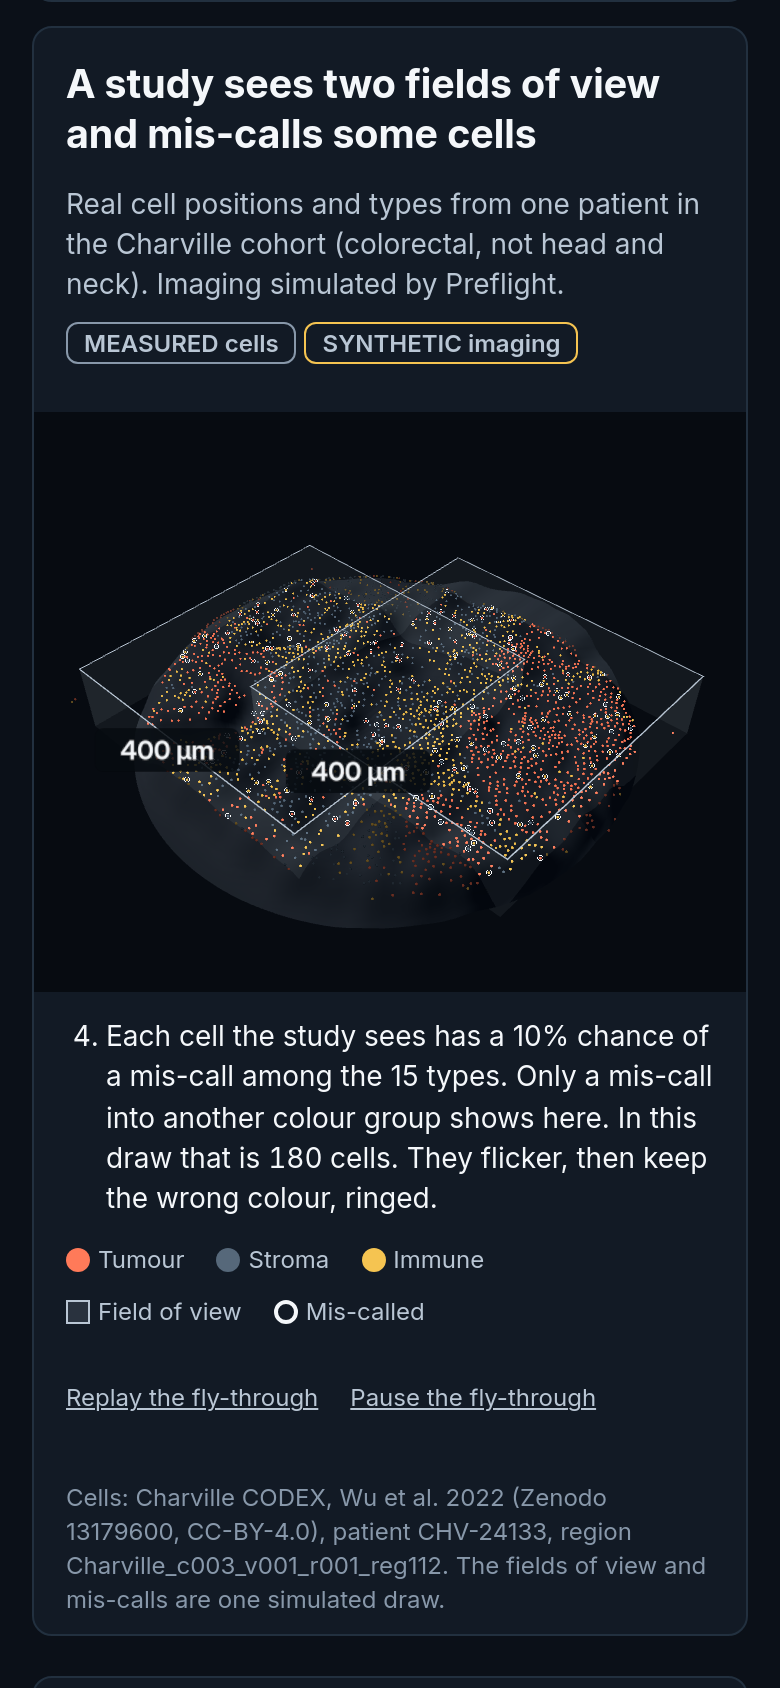 A study sees two fields of view
and mis-calls some cells
Real cell positions and types from one patient in
the Charville cohort (colorectal, not head and
neck). Imaging simulated by Preflight.
MEASURED cells SYNTHETIC imaging
400 µm
400 µm
4. Each cell the study sees has a 10% chance of
a mis-call among the 15 types. Only a mis-call
into another colour group shows here. In this
draw that is 180 cells. They flicker, then keep
the wrong colour, ringed.
Tumour Stroma Immune
Field of view Mis-called
Replay the fly-through Pause the fly-through
Cells: Charville CODEX, Wu et al. 2022 (Zenodo
13179600, CC-BY-4.0), patient CHV-24133, region
Charville_c003_v001_r001_reg112. The fields of view and
mis-calls are one simulated draw.